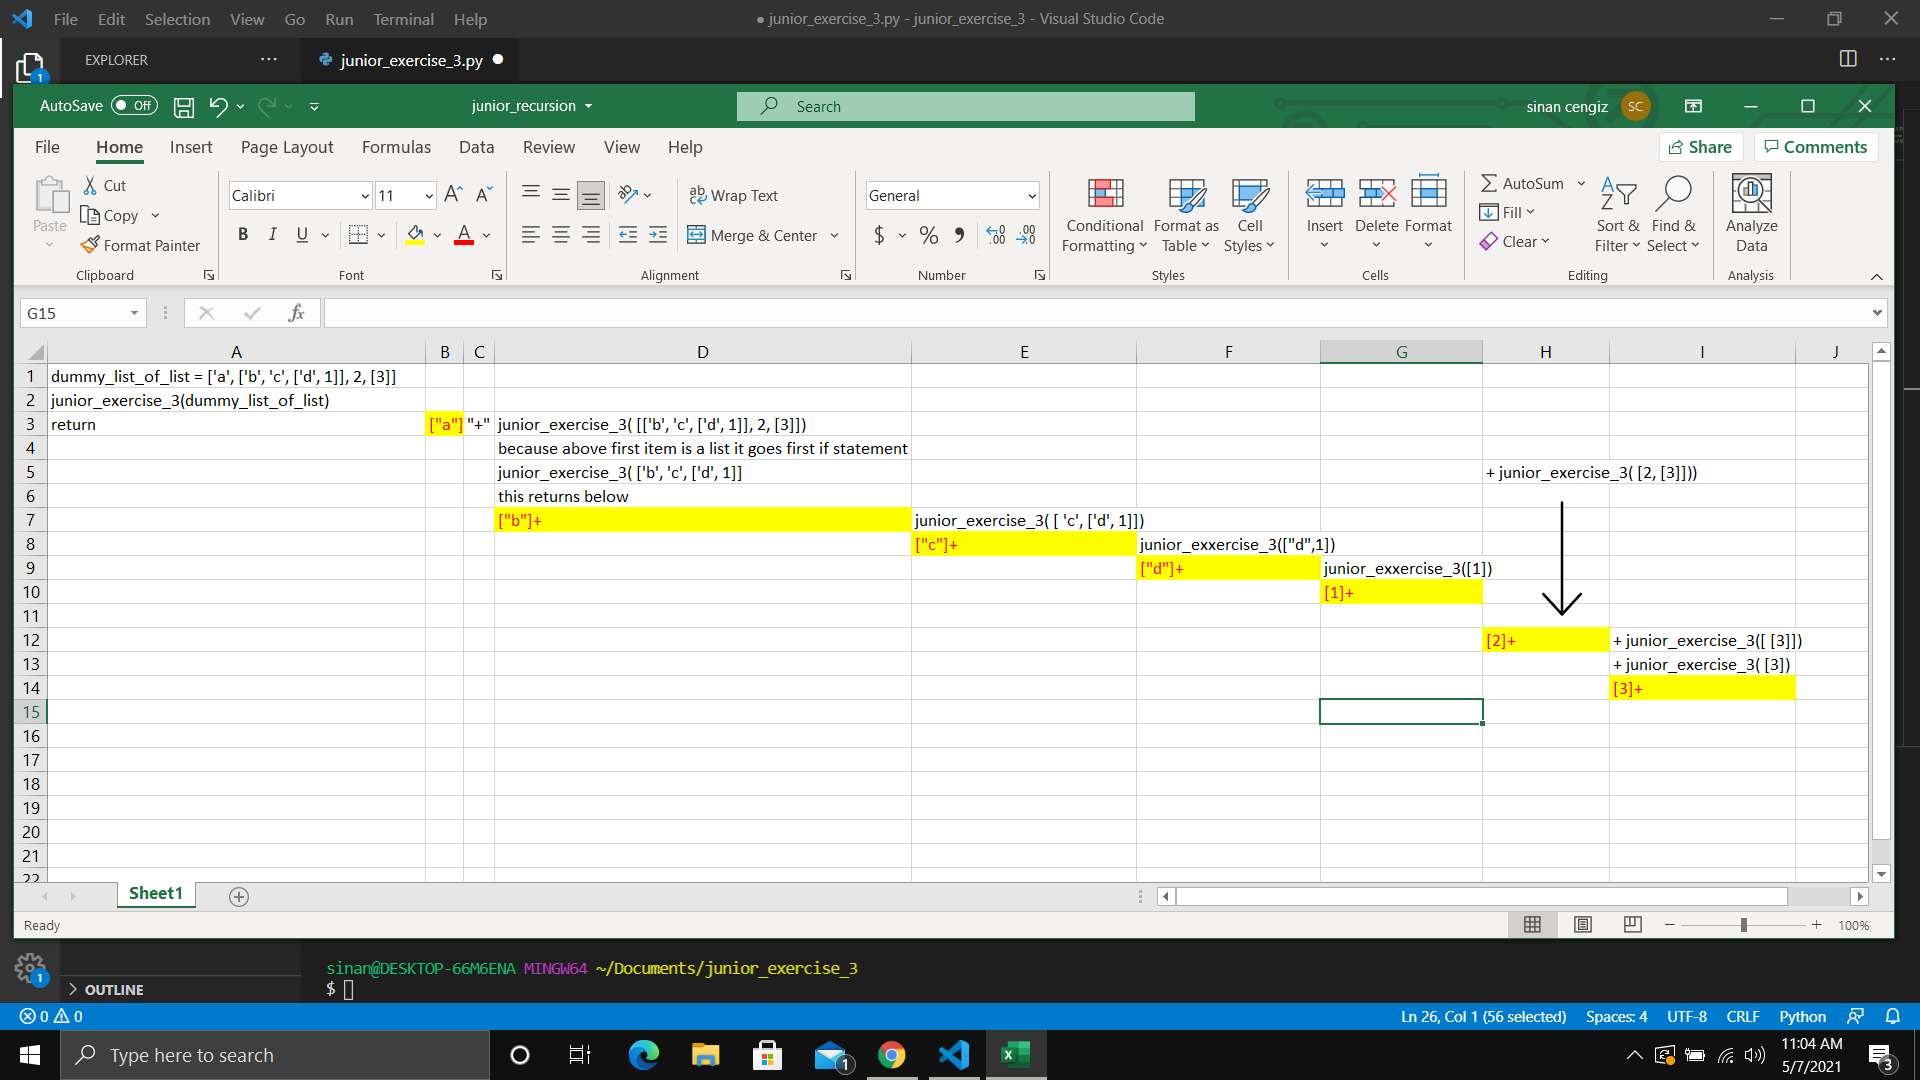 File Edit Selection View Go Run Terminal Help ● junior_exercise_3.py - junior_exercise_3 - Visual Studio Code
EXPLORER ··· junior_exercise_3.py ●
1
AutoSave Off junior_recursion Search sinan cengiz SC
File Home Insert Page Layout Formulas Data Review View Help Share Comments
Paste Cut Copy Format Painter
Calibri 11
B I U
Wrap Text
Merge & Center
General
$ %
Conditional Formatting Format as Table Cell Styles
Insert Delete Format
AutoSum Fill Clear
Sort & Filter Find & Select
Analyze Data
Clipboard Font Alignment Number Styles Cells Editing Analysis
G15 fx
A B C D E F G H I J
1 dummy_list_of_list = ['a', ['b', 'c', ['d', 1]], 2, [3]]
2 junior_exercise_3(dummy_list_of_list)
3 return ["a"] "+" junior_exercise_3( [['b', 'c', ['d', 1]], 2, [3]])
4 because above first item is a list it goes first if statement
5 junior_exercise_3( ['b', 'c', ['d', 1]] + junior_exercise_3( [2, [3]]))
6 this returns below
7 ["b"]+ junior_exercise_3( [ 'c', ['d', 1]])
8 ["c"]+ junior_exxercise_3(["d",1])
9 ["d"]+ junior_exxercise_3([1])
10 [1]+
11
12 [2]+ + junior_exercise_3([ [3]])
13 + junior_exercise_3( [3])
14 [3]+
15
16
17
18
19
20
21
22
Sheet1
Ready 100%
sinan@DESKTOP-66M6ENA MINGW64 ~/Documents/junior_exercise_3
$
1
OUTLINE
0 0 Ln 26, Col 1 (56 selected) Spaces: 4 UTF-8 CRLF Python
Type here to search 1 11:04 AM
5/7/2021 3